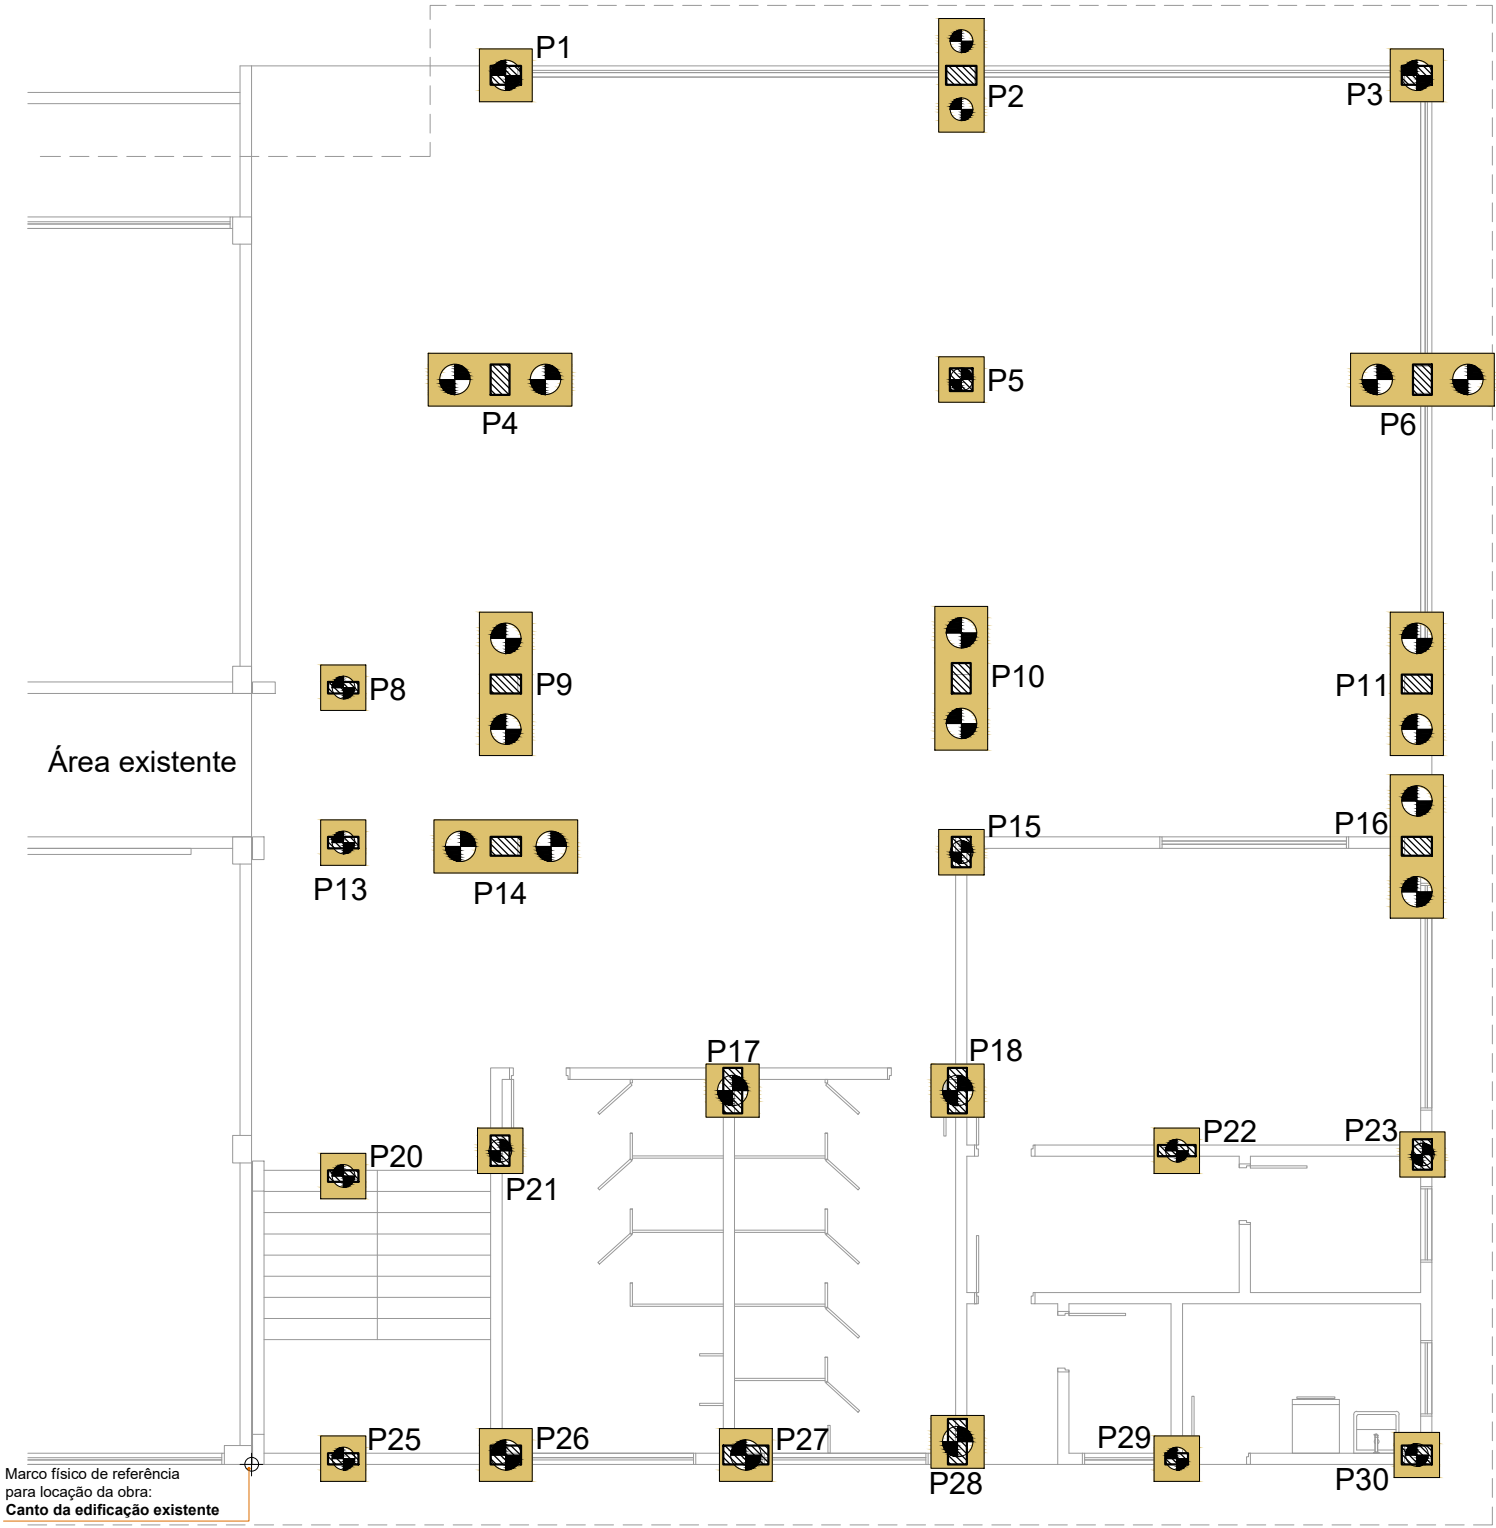 P1
P2
P3
P4
P5
P6
P8
P9
P10
P11
Área existente
P13
P14
P15
P16
P17
P18
P20
P21
P22
P23
P25
P26
P27
P28
P29
P30
Marco físico de referência
para locação da obra:
Canto da edificação existente